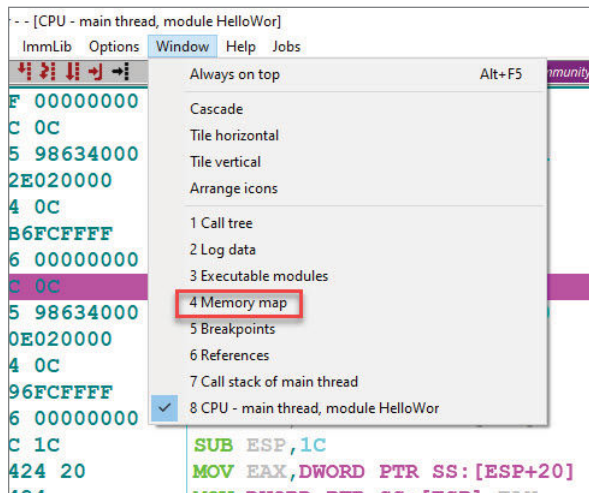 r - - [CPU - main thread, module HelloWor]
ImmLib Options Window Help Jobs
Always on top Alt+F5
mmunity
F 00000000
C 0C
Cascade
5 98634000
Tile horizontal
2E020000
Tile vertical
4 0C
Arrange icons
B6FCFFFF
1 Call tree
6 00000000
2 Log data
C 0C
3 Executable modules
5 98634000
4 Memory map
0E020000
5 Breakpoints
4 0C
6 References
96FCFFFF
7 Call stack of main thread
6 00000000
8 CPU - main thread, module HelloWor
C 1C SUB ESP,1C
424 20 MOV EAX,DWORD PTR SS:[ESP+20]